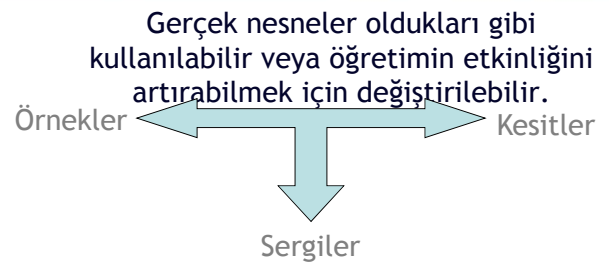 Gerçek nesneler oldukları gibi
kullanılabilir veya öğretimin etkinliğini
artırabilmek için değiştirilebilir.
Örnekler
Kesitler
Sergiler